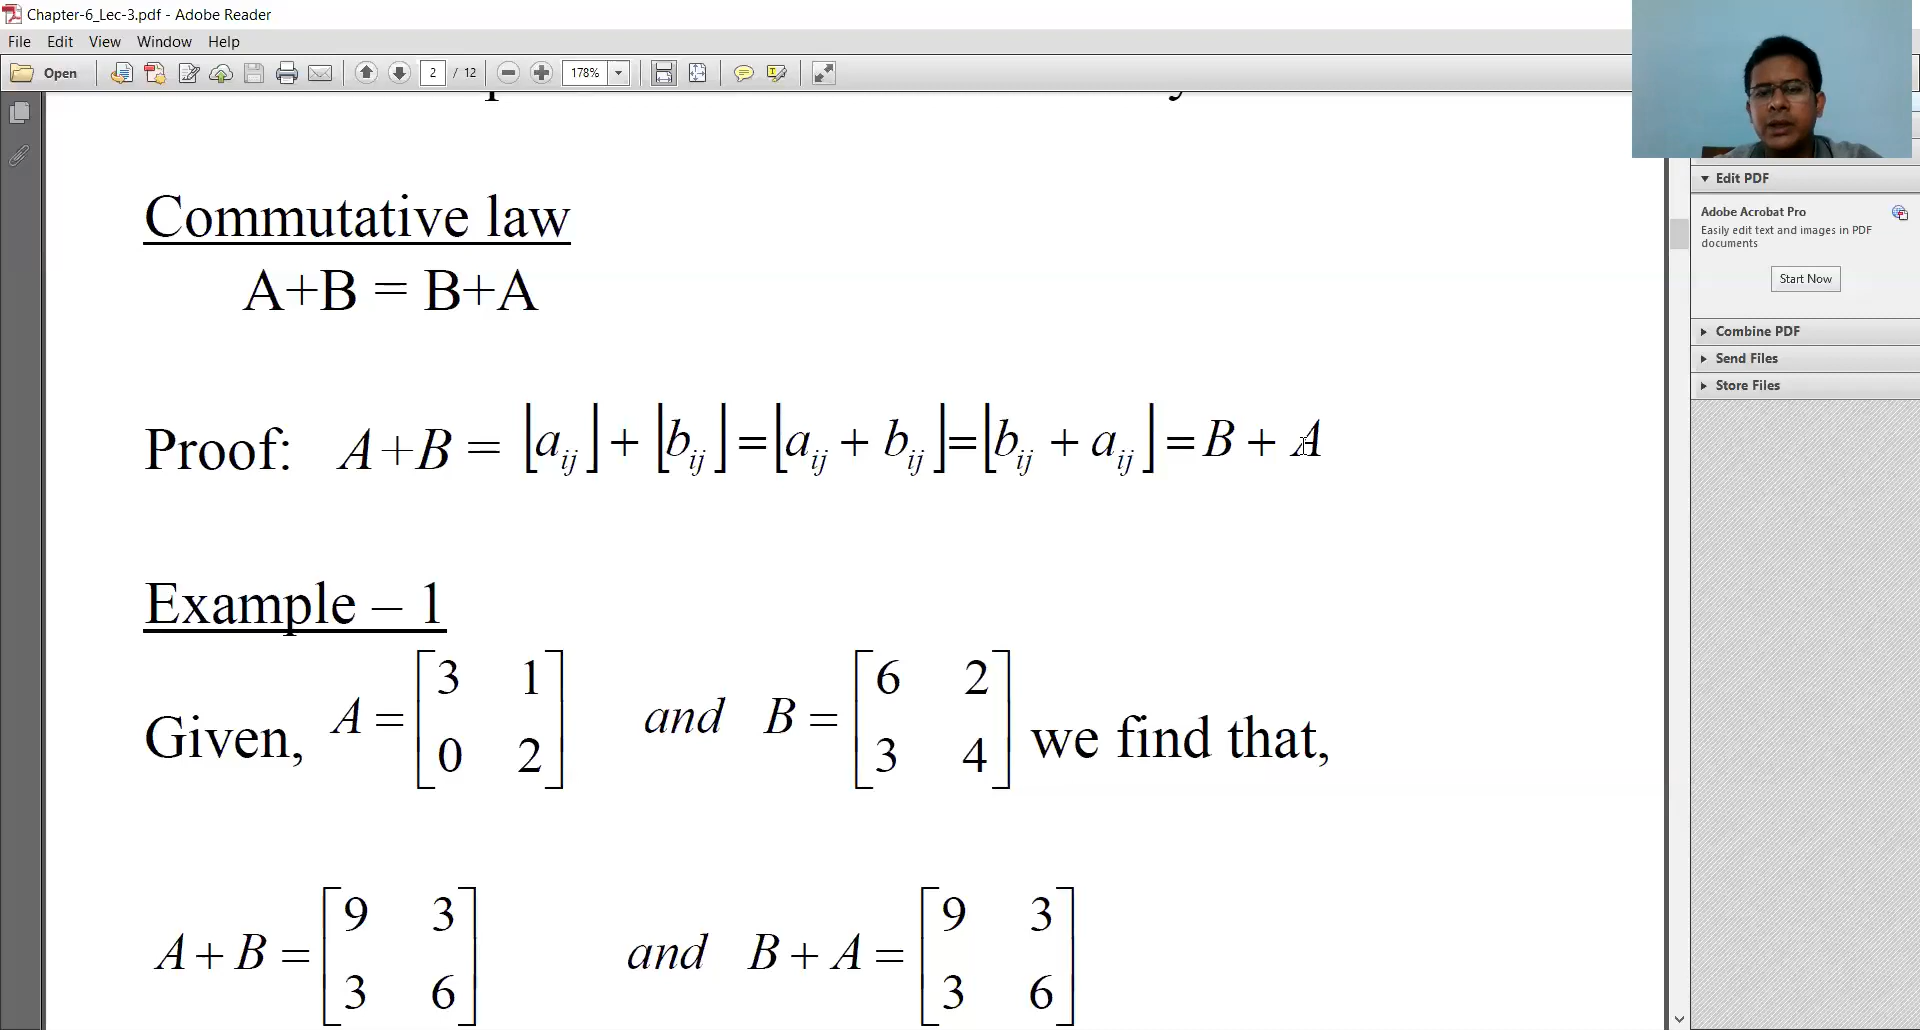 Chapter-6_Lec-3.pdf - Adobe Reader
File Edit View Window Help
Open 2 / 12 178%
Commutative law
A+B = B+A
Proof: A+B = ⌊a_ij⌋ + ⌊b_ij⌋ = ⌊a_ij + b_ij⌋ = ⌊b_ij + a_ij⌋ = B + A
Example – 1
Given, A = [3 1
0 2] and B = [6 2
3 4] we find that,
A + B = [9 3
3 6] and B + A = [9 3
3 6]
Edit PDF
Adobe Acrobat Pro
Easily edit text and images in PDF
documents
Start Now
Combine PDF
Send Files
Store Files